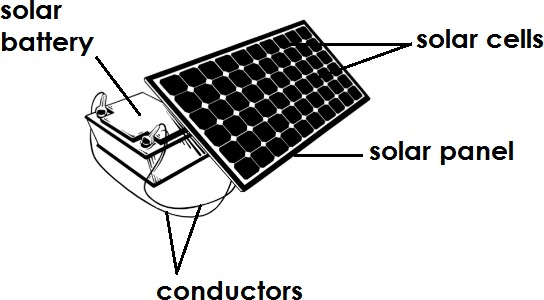 solar
battery
solar cells
solar panel
conductors